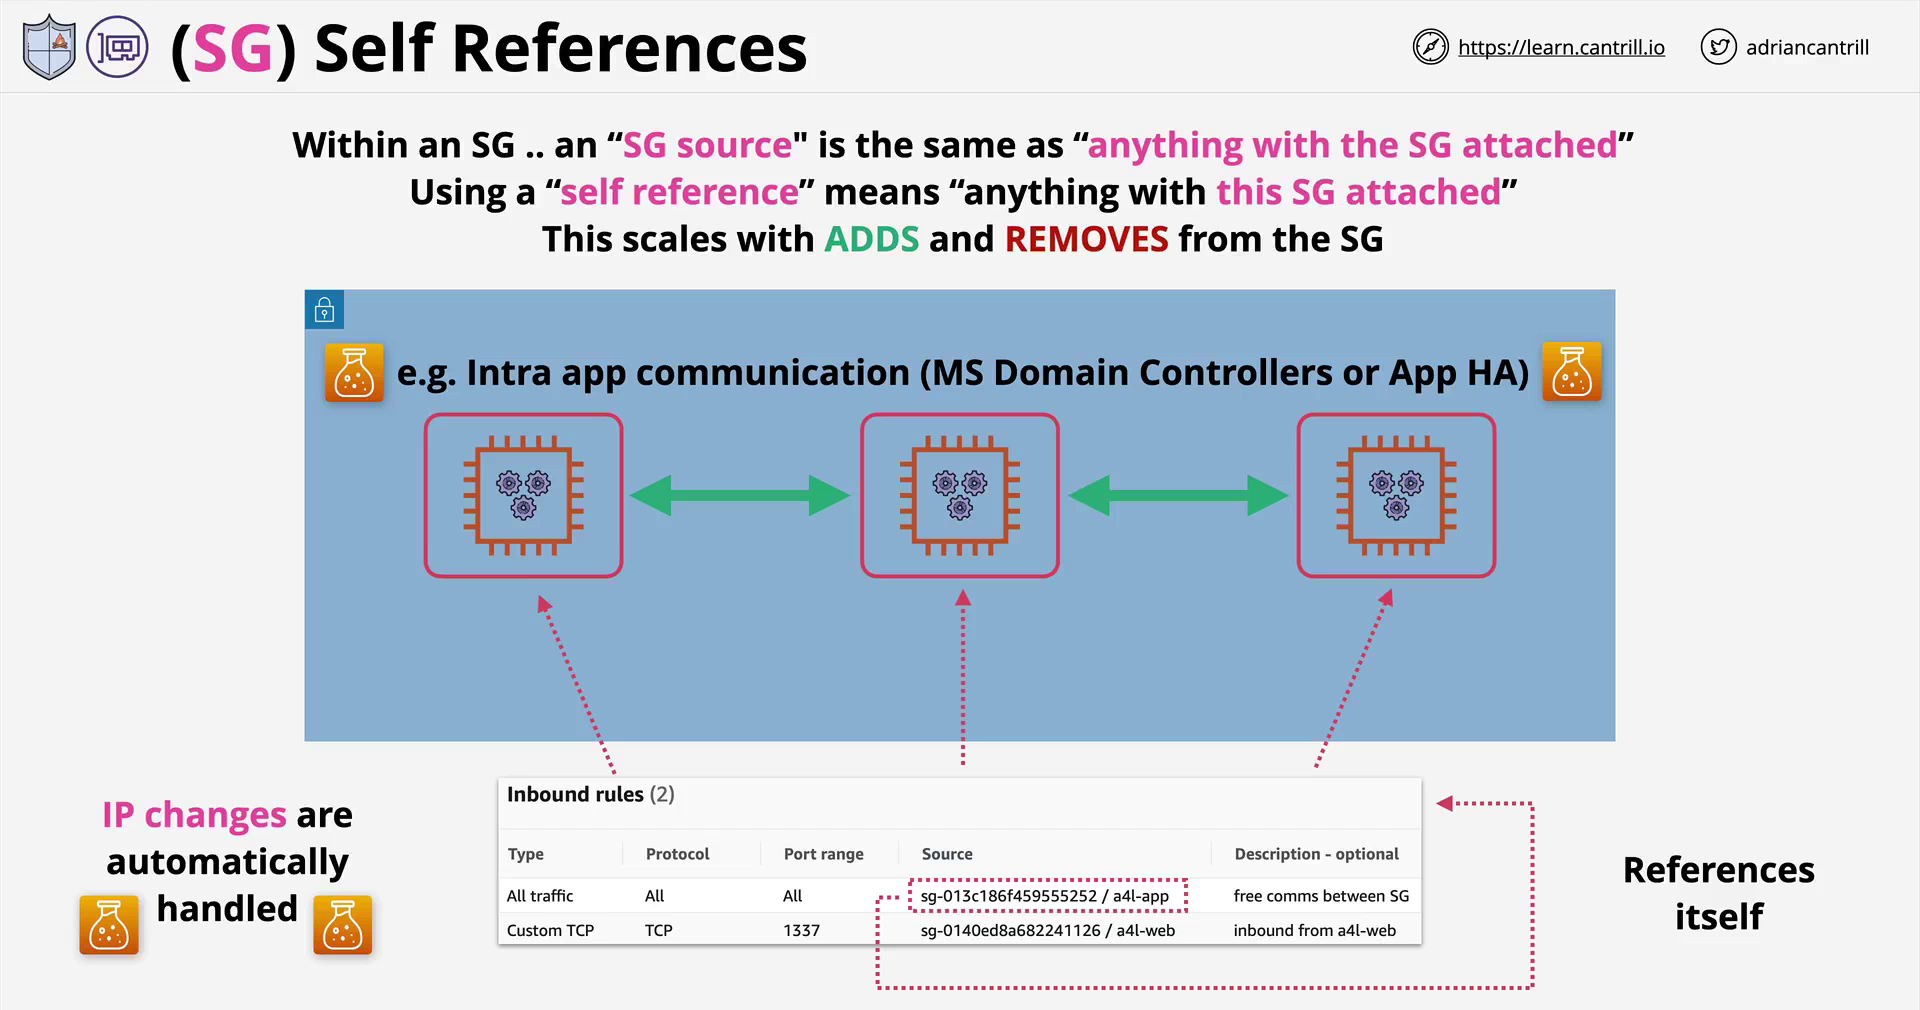 (SG) Self References
https://learn.cantrill.io
adriancantrill
Within an SG .. an “SG source" is the same as “anything with the SG attached”
Using a “self reference” means “anything with this SG attached”
This scales with ADDS and REMOVES from the SG
e.g. Intra app communication (MS Domain Controllers or App HA)
IP changes are
automatically
handled
Inbound rules (2)
Type Protocol Port range Source Description - optional
All traffic All All sg-013c186f459555252 / a4l-app free comms between SG
Custom TCP TCP 1337 sg-0140ed8a682241126 / a4l-web inbound from a4l-web
References
itself